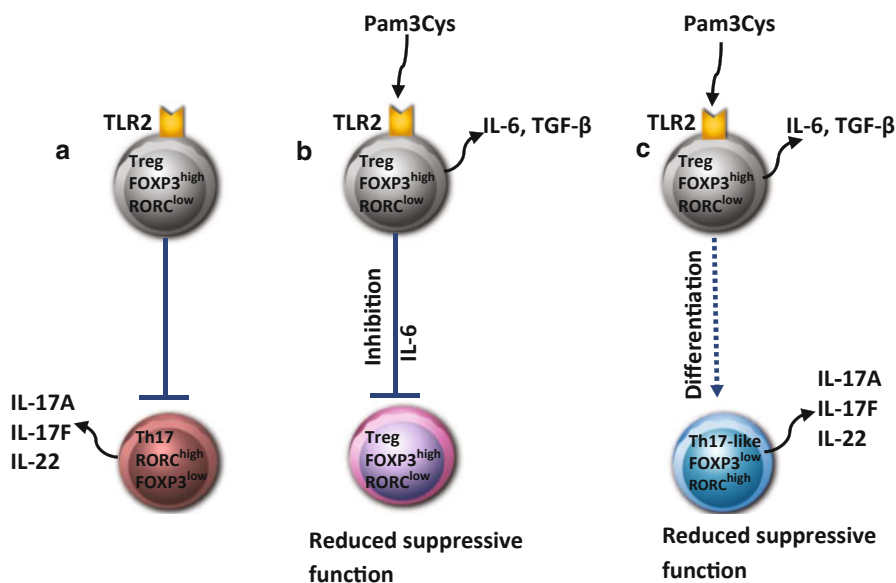 a
TLR2
Treg
FOXP3high
RORClow
Th17
RORChigh
FOXP3low
IL-17A
IL-17F
IL-22
b
Pam3Cys
TLR2
IL-6, TGF-β
Treg
FOXP3high
RORClow
Inhibition
IL-6
Treg
FOXP3high
RORClow
Reduced suppressive
function
c
Pam3Cys
TLR2
IL-6, TGF-β
Treg
FOXP3high
RORClow
Differentiation
Th17-like
FOXP3low
RORChigh
IL-17A
IL-17F
IL-22
Reduced suppressive
function